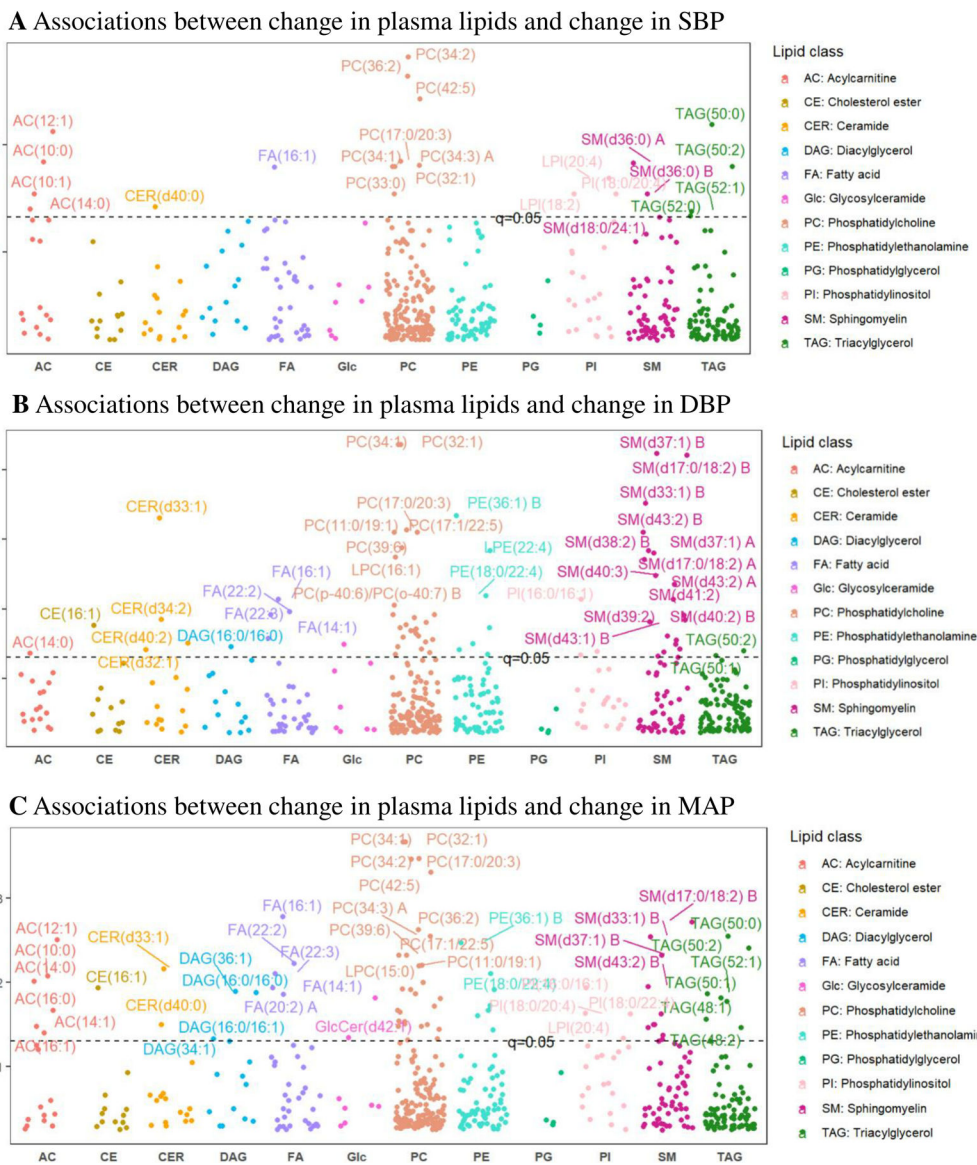 A Associations between change in plasma lipids and change in SBP
PC(34:2)
PC(36:2)
PC(42:5)
AC(12:1)
TAG(50:0)
PC(17:0/20:3)
SM(d36:0) A
AC(10:0)
FA(16:1)
PC(34:1)
PC(34:3) A
LPI(20:4)
TAG(50:2)
SM(d36:0) B
AC(10:1)
PC(33:0)
PC(32:1)
PI(18:0/20:4)
TAG(52:1)
CER(d40:0)
AC(14:0)
LPI(18:2)
TAG(52:0)
q=0.05
SM(d18:0/24:1)
AC CE CER DAG FA Glc PC PE PG PI SM TAG
Lipid class
AC: Acylcarnitine
CE: Cholesterol ester
CER: Ceramide
DAG: Diacylglycerol
FA: Fatty acid
Glc: Glycosylceramide
PC: Phosphatidylcholine
PE: Phosphatidylethanolamine
PG: Phosphatidylglycerol
PI: Phosphatidylinositol
SM: Sphingomyelin
TAG: Triacylglycerol
B Associations between change in plasma lipids and change in DBP
PC(34:1) PC(32:1)
SM(d37:1) B
SM(d17:0/18:2) B
SM(d33:1) B
CER(d33:1)
PC(17:0/20:3)
PE(36:1) B
PC(11:0/19:1)
PC(17:1/22:5)
SM(d43:2) B
PC(39:6)
LPE(22:4)
SM(d38:2) B
SM(d37:1) A
LPC(16:1)
PE(18:0/22:4)
SM(d40:3)
SM(d17:0/18:2) A
FA(16:1)
FA(22:2)
PC(p-40:6)/PC(o-40:7) B
PI(16:0/16:1)
SM(d43:2) A
SM(d41:2)
CE(16:1)
CER(d34:2)
FA(22:3)
SM(d39:2)
SM(d40:2) B
FA(14:1)
CER(d40:2)
DAG(16:0/16:0)
SM(d43:1) B
TAG(50:2)
AC(14:0)
CER(d32:1)
q=0.05
TAG(50:1)
AC CE CER DAG FA Glc PC PE PG PI SM TAG
Lipid class
AC: Acylcarnitine
CE: Cholesterol ester
CER: Ceramide
DAG: Diacylglycerol
FA: Fatty acid
Glc: Glycosylceramide
PC: Phosphatidylcholine
PE: Phosphatidylethanolamine
PG: Phosphatidylglycerol
PI: Phosphatidylinositol
SM: Sphingomyelin
TAG: Triacylglycerol
C Associations between change in plasma lipids and change in MAP
PC(34:1) PC(32:1)
PC(34:2) PC(17:0/20:3)
PC(42:5)
SM(d17:0/18:2) B
FA(16:1)
PC(34:3) A
PC(36:2)
PE(36:1) B
SM(d33:1) B
TAG(50:0)
AC(12:1)
FA(22:2)
PC(39:6)
CER(d33:1)
PC(17:1/22:5)
SM(d37:1) B
TAG(50:2)
AC(10:0)
FA(22:3)
DAG(36:1)
PC(11:0/19:1)
SM(d43:2) B
TAG(52:1)
AC(14:0)
CE(16:1)
LPC(15:0)
DAG(16:0/16:0)
FA(14:1)
PE(18:0/22:4)
TAG(50:1)
AC(16:0)
CER(d40:0)
FA(20:2) A
PI(18:0/20:4)
TAG(48:1)
AC(14:1)
DAG(16:0/16:1)
GlcCer(d42:1)
LPI(20:4)
AC(16:1)
DAG(34:1)
q=0.05
TAG(48:2)
AC CE CER DAG FA Glc PC PE PG PI SM TAG
Lipid class
AC: Acylcarnitine
CE: Cholesterol ester
CER: Ceramide
DAG: Diacylglycerol
FA: Fatty acid
Glc: Glycosylceramide
PC: Phosphatidylcholine
PE: Phosphatidylethanolamin
PG: Phosphatidylglycerol
PI: Phosphatidylinositol
SM: Sphingomyelin
TAG: Triacylglycerol